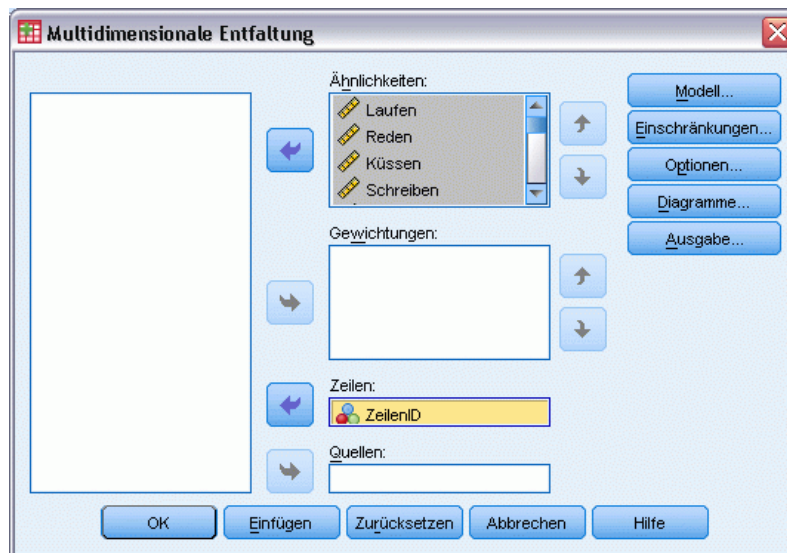 Multidimensionale Entfaltung
Ähnlichkeiten:
Laufen
Reden
Küssen
Schreiben
Gewichtungen:
Zeilen:
ZeilenID
Quellen:
Modell...
Einschränkungen...
Optionen...
Diagramme...
Ausgabe...
OK
Einfügen
Zurücksetzen
Abbrechen
Hilfe